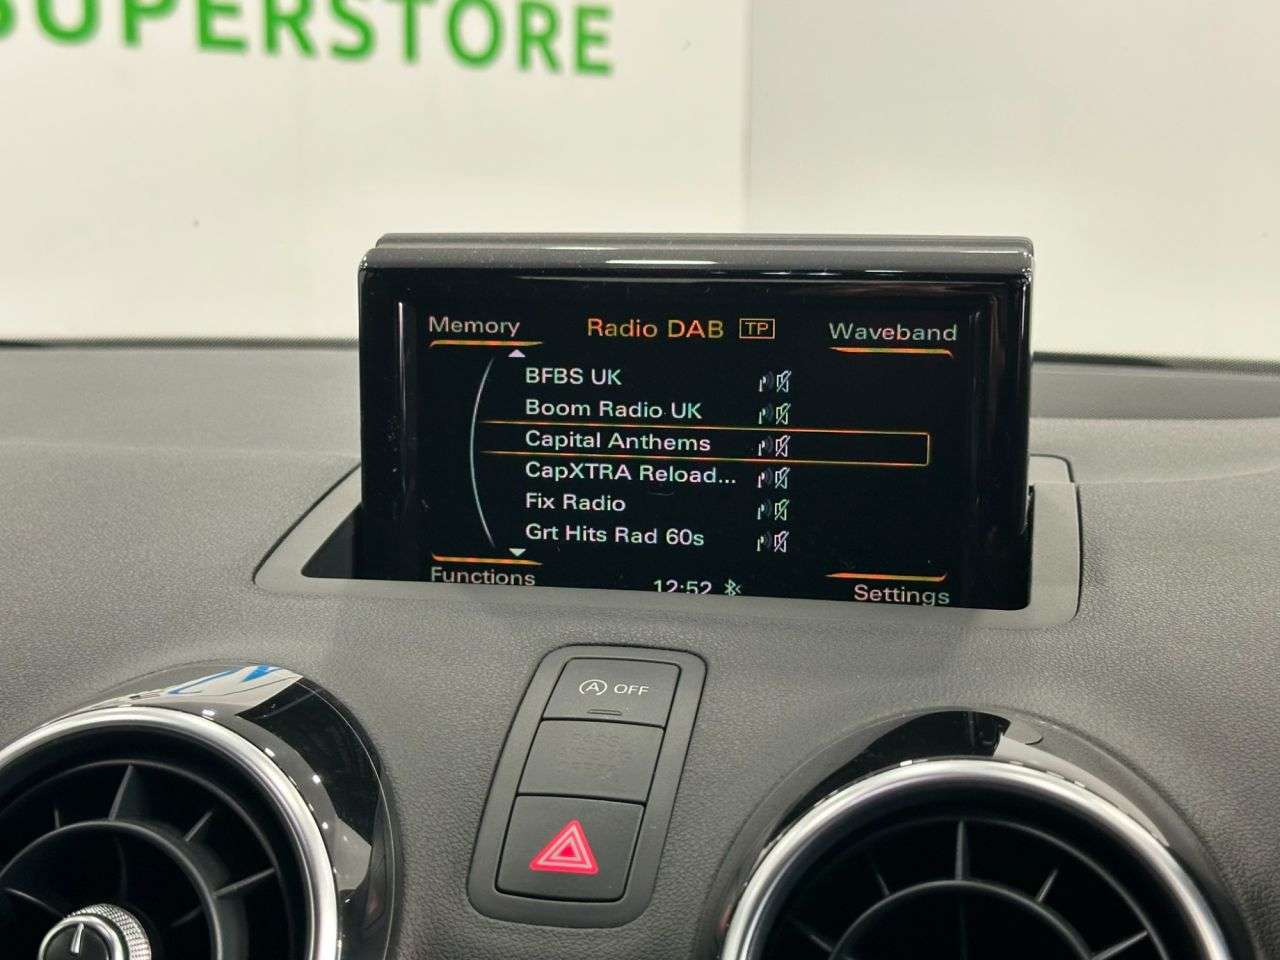 SUPERSTORE
Memory Radio DAB TP Waveband
BFBS UK
Boom Radio UK
Capital Anthems
CapXTRA Reload...
Fix Radio
Grt Hits Rad 60s
Functions 12:52 Settings
A OFF